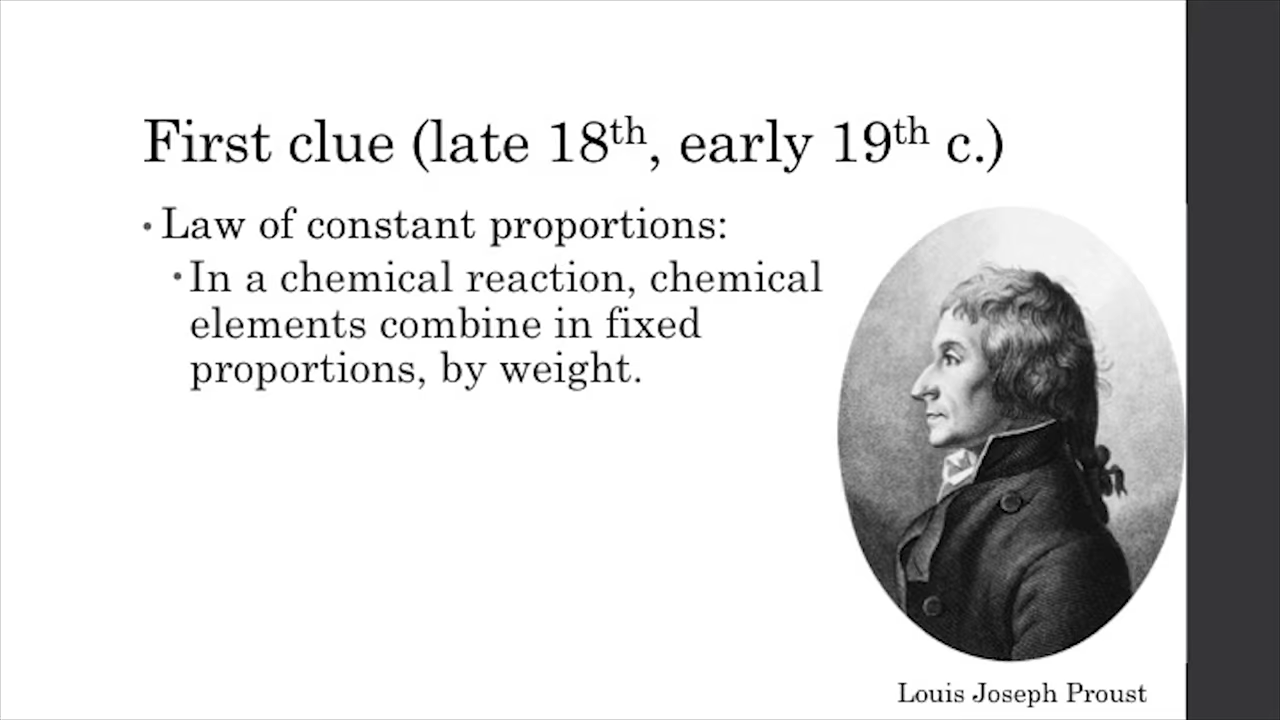 First clue (late 18th, early 19th c.)
• Law of constant proportions:
• In a chemical reaction, chemical
elements combine in fixed
proportions, by weight.
Louis Joseph Proust